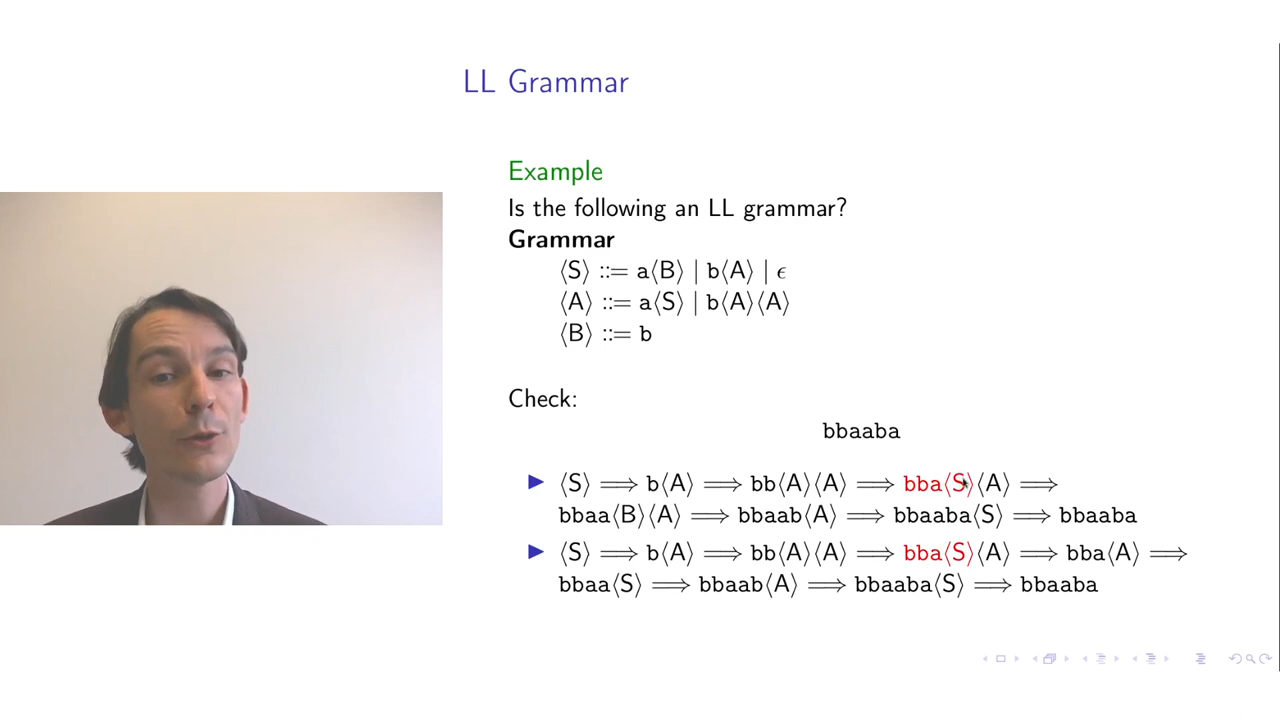 LL Grammar
Example
Is the following an LL grammar?
Grammar
⟨S⟩ ::= a⟨B⟩ | b⟨A⟩ | ϵ
⟨A⟩ ::= a⟨S⟩ | b⟨A⟩⟨A⟩
⟨B⟩ ::= b
Check:
bbaaba
▶ ⟨S⟩ ⟹ b⟨A⟩ ⟹ bb⟨A⟩⟨A⟩ ⟹ bba⟨S⟩⟨A⟩ ⟹
bbaa⟨B⟩⟨A⟩ ⟹ bbaab⟨A⟩ ⟹ bbaaba⟨S⟩ ⟹ bbaaba
▶ ⟨S⟩ ⟹ b⟨A⟩ ⟹ bb⟨A⟩⟨A⟩ ⟹ bba⟨S⟩⟨A⟩ ⟹ bba⟨A⟩ ⟹
bbaa⟨S⟩ ⟹ bbaab⟨A⟩ ⟹ bbaaba⟨S⟩ ⟹ bbaaba